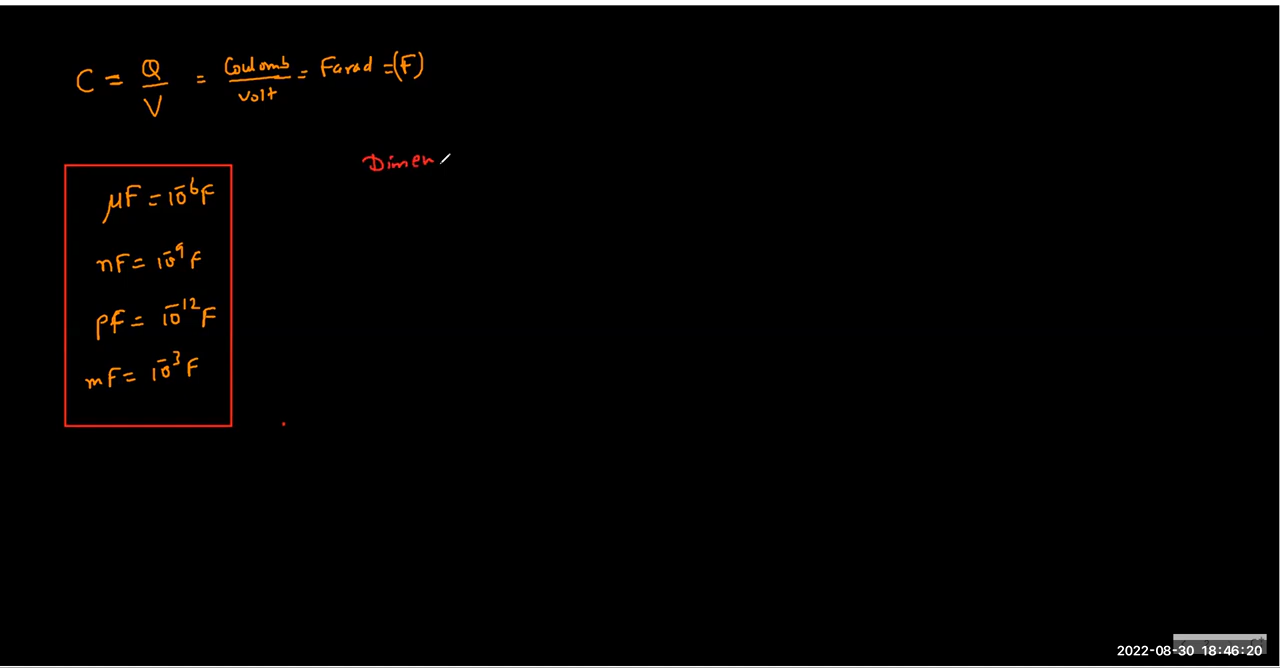 C = Q/V = Coulomb/Volt = Farad = (F)
Dimen
μF = 10⁻⁶F
nF = 10⁻⁹F
pF = 10⁻¹²F
mF = 10⁻³F
2022-08-30 18:46:20